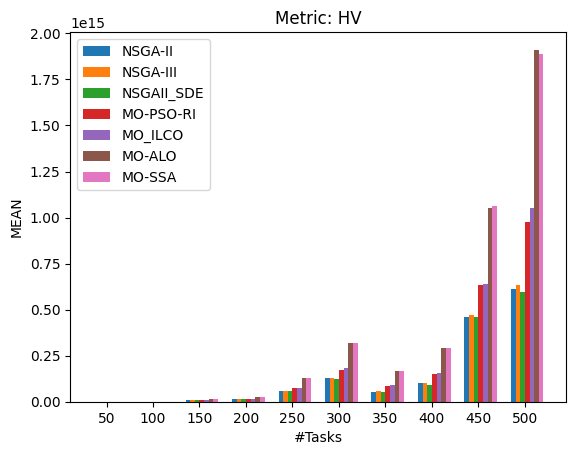 Metric: HV
1e15
2.00
1.75
1.50
1.25
1.00
0.75
0.50
0.25
0.00
MEAN
NSGA-II
NSGA-III
NSGAII_SDE
MO-PSO-RI
MO_ILCO
MO-ALO
MO-SSA
50 100 150 200 250 300 350 400 450 500
#Tasks